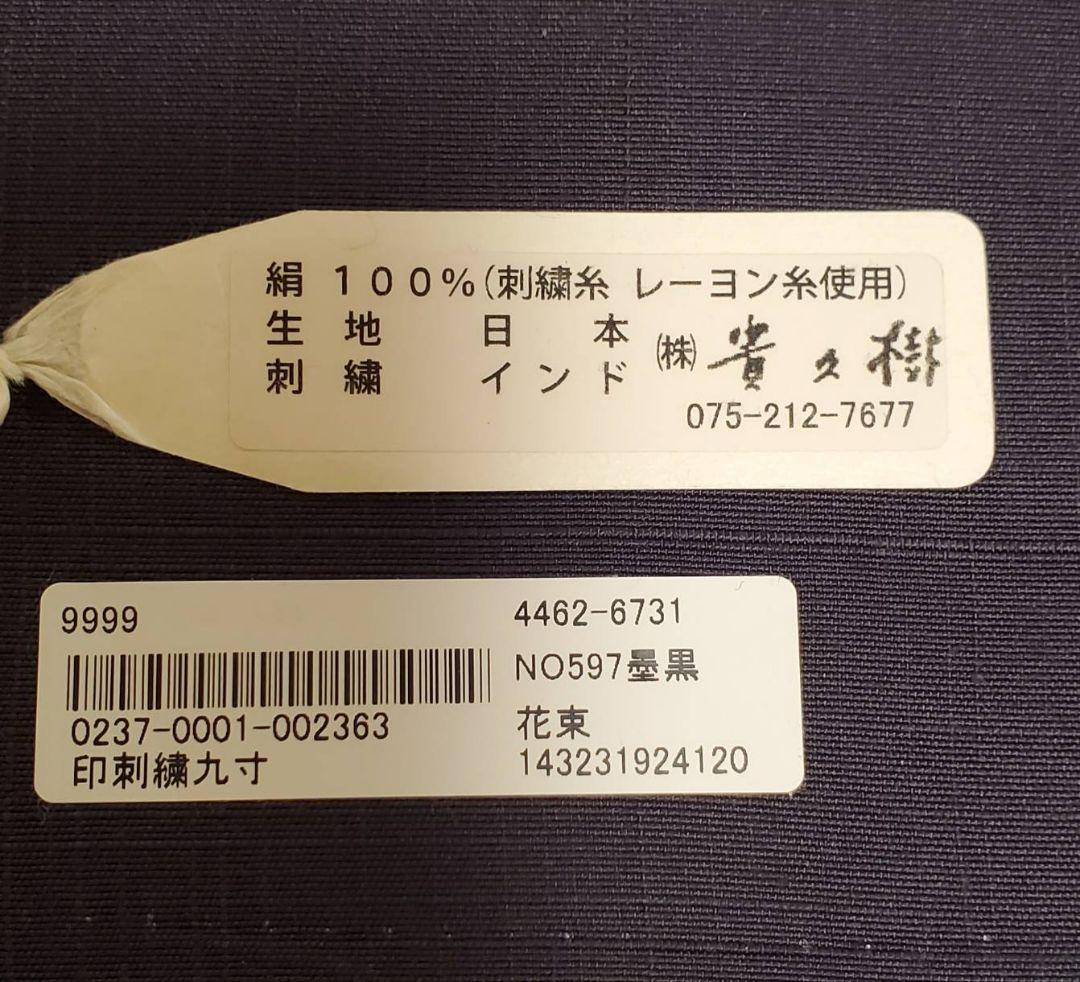 絹 １００％（刺繍糸 レーヨン糸使用）
生 地 日 本
刺 繍 インド
㈱ 貴久樹
075-212-7677
9999
4462-6731
NO597墨黒
0237-0001-002363
花束
印刺繍九寸
143231924120